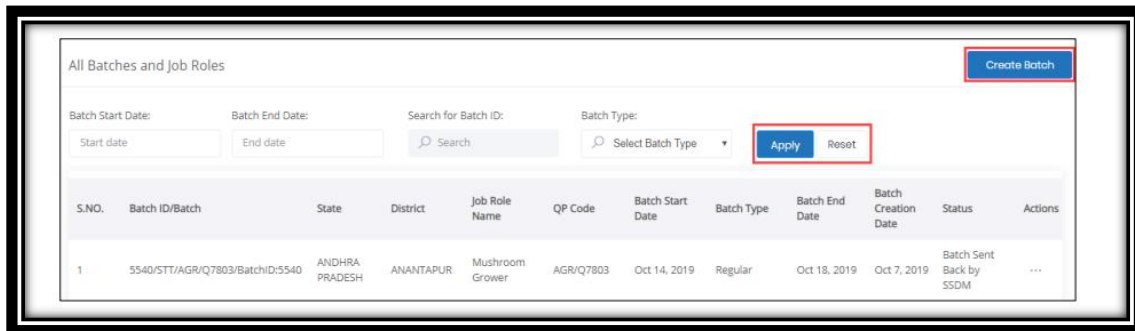 All Batches and Job Roles Create Batch
Batch Start Date: Batch End Date: Search for Batch ID: Batch Type:
Start date End date Search Select Batch Type Apply Reset
S.NO. Batch ID/Batch State District Job Role Name QP Code Batch Start Date Batch Type Batch End Date Batch Creation Date Status Actions
1 5540/STT/AGR/Q7803/BatchID:5540 ANDHRA PRADESH ANANTAPUR Mushroom Grower AGR/Q7803 Oct 14, 2019 Regular Oct 18, 2019 Oct 7, 2019 Batch Sent Back by SSDM ...